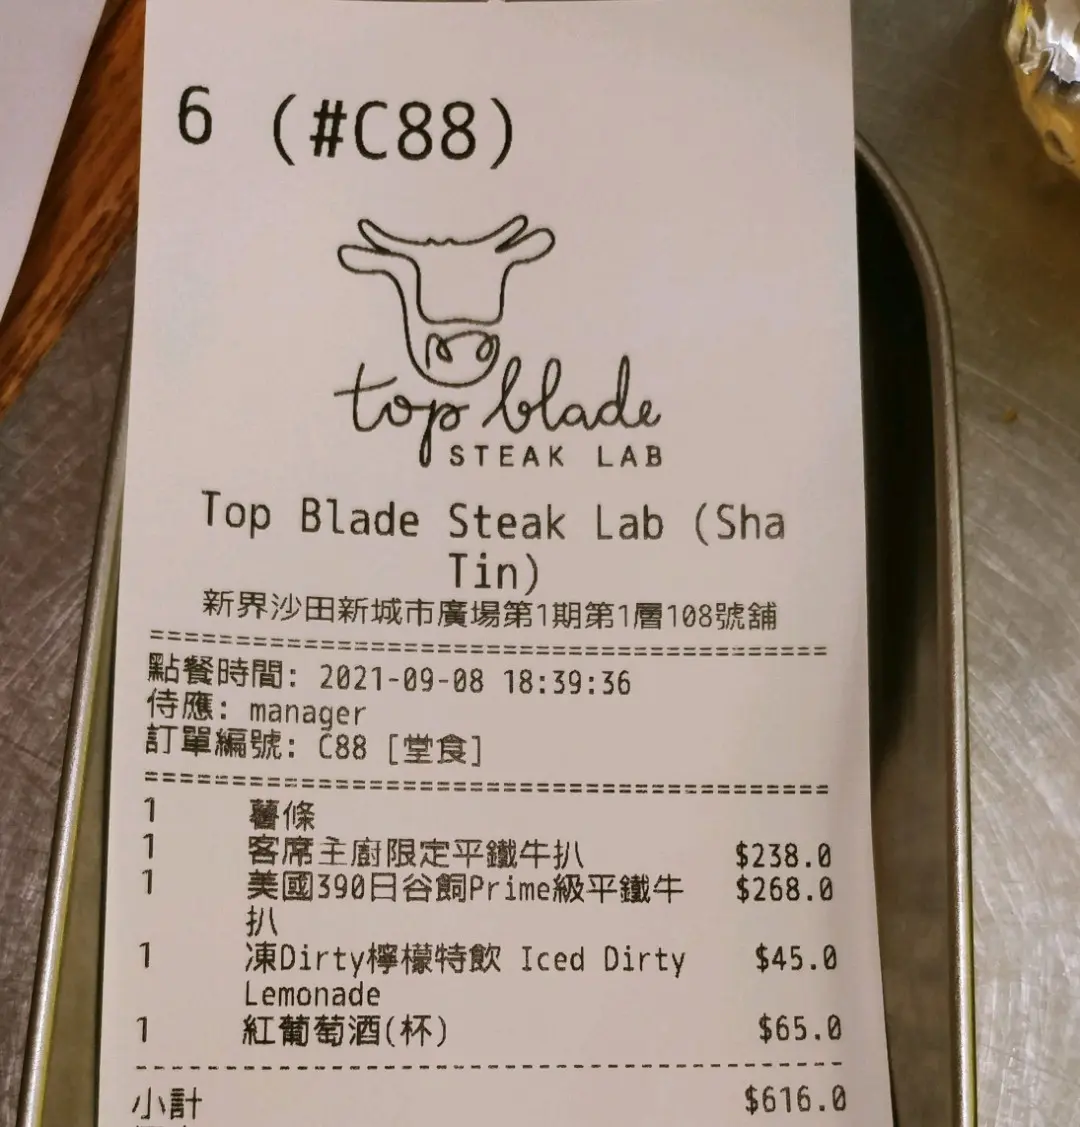 6 (#C88)
top blade
STEAK LAB
Top Blade Steak Lab (Sha
Tin)
新界沙田新城市廣場第1期第1層108號舖
========================================
點餐時間: 2021-09-08 18:39:36
侍應: manager
訂單編號: C88 [堂食]
========================================
1 薯條
1 客席主廚限定平鐵牛扒 $238.0
1 美國390日谷飼Prime級平鐵牛 $268.0
扒
1 凍Dirty檸檬特飲 Iced Dirty $45.0
Lemonade
1 紅葡萄酒(杯) $65.0
----------------------------------------
小計 $616.0